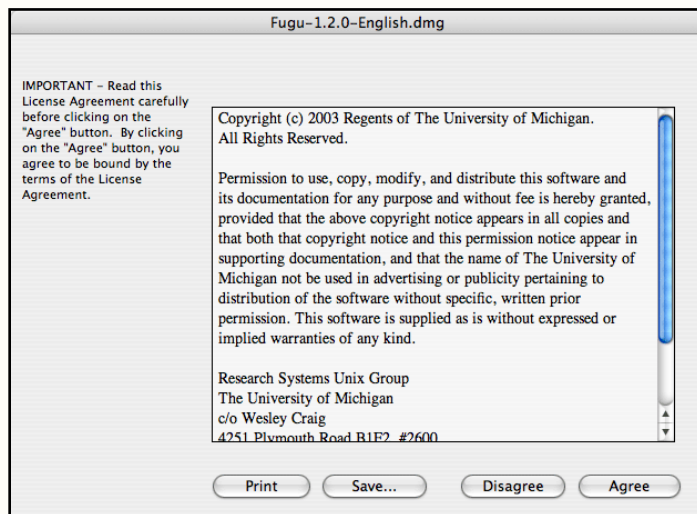 Fugu-1.2.0-English.dmg
IMPORTANT - Read this
License Agreement carefully
before clicking on the
"Agree" button.  By clicking
on the "Agree" button, you
agree to be bound by the
terms of the License
Agreement.
Copyright (c) 2003 Regents of The University of Michigan.
All Rights Reserved.
Permission to use, copy, modify, and distribute this software and
its documentation for any purpose and without fee is hereby granted,
provided that the above copyright notice appears in all copies and
that both that copyright notice and this permission notice appear in
supporting documentation, and that the name of The University of
Michigan not be used in advertising or publicity pertaining to
distribution of the software without specific, written prior
permission. This software is supplied as is without expressed or
implied warranties of any kind.
Research Systems Unix Group
The University of Michigan
c/o Wesley Craig
4251 Plymouth Road B1F2, #2600
Print
Save...
Disagree
Agree